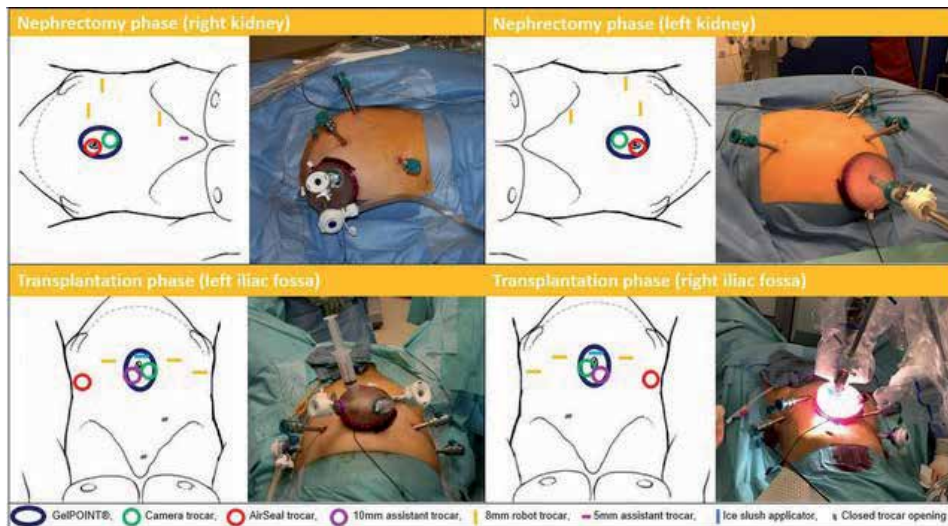 Nephrectomy phase (right kidney)
Nephrectomy phase (left kidney)
Transplantation phase (left iliac fossa)
Transplantation phase (right iliac fossa)
GelPOINT®, Camera trocar, AirSeal trocar, 10mm assistant trocar, 8mm robot trocar, 5mm assistant trocar, Ice slush applicator, Closed trocar opening